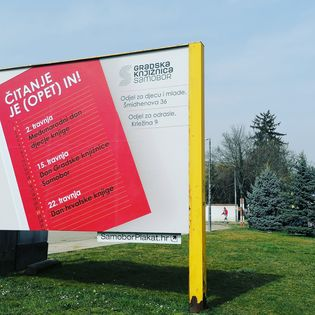 ČITANJE
JE (OPET) IN!
2. travnja
Međunarodni dan
dječje knjige
15. travnja
Dan Gradske knjižnice
Samobor
22. travnja
Dan hrvatske knjige
GRADSKA
KNJIŽNICA
SAMOBOR
Odjel za djecu i mlade,
Šmidhenova 36
Odjel za odrasle,
Krležina 9
SamoborPlakat.hr